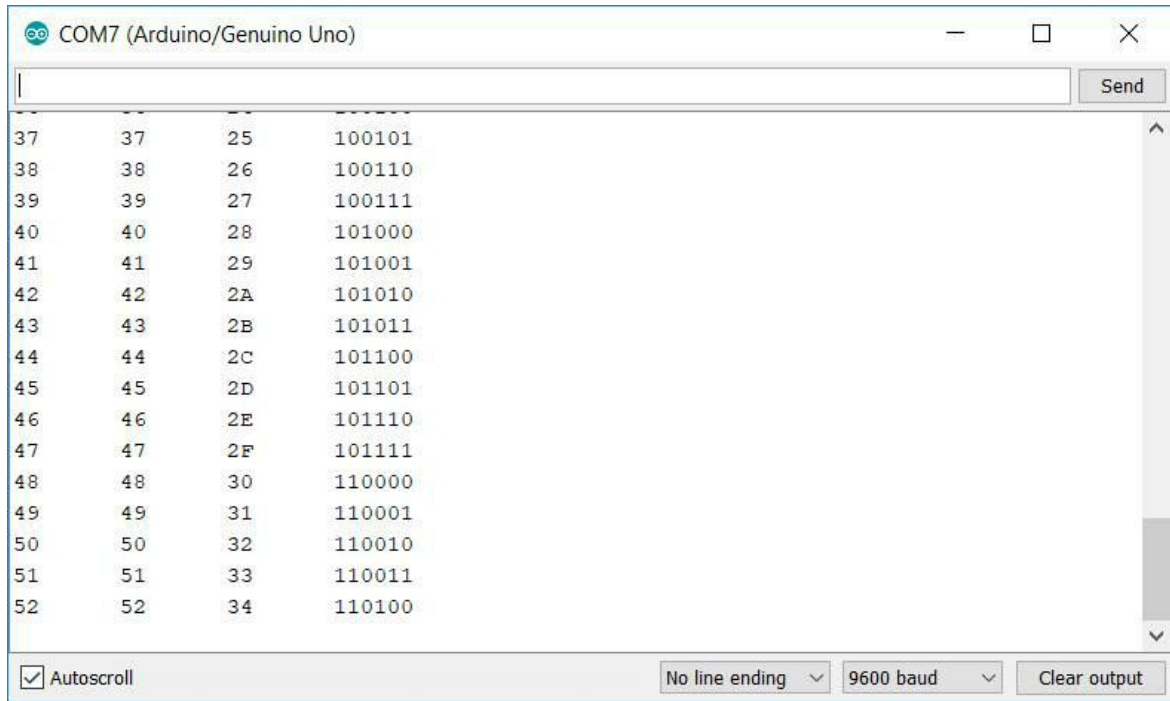 COM7 (Arduino/Genuino Uno)
Send
37 37 25 100101
38 38 26 100110
39 39 27 100111
40 40 28 101000
41 41 29 101001
42 42 2A 101010
43 43 2B 101011
44 44 2C 101100
45 45 2D 101101
46 46 2E 101110
47 47 2F 101111
48 48 30 110000
49 49 31 110001
50 50 32 110010
51 51 33 110011
52 52 34 110100
Autoscroll No line ending 9600 baud Clear output